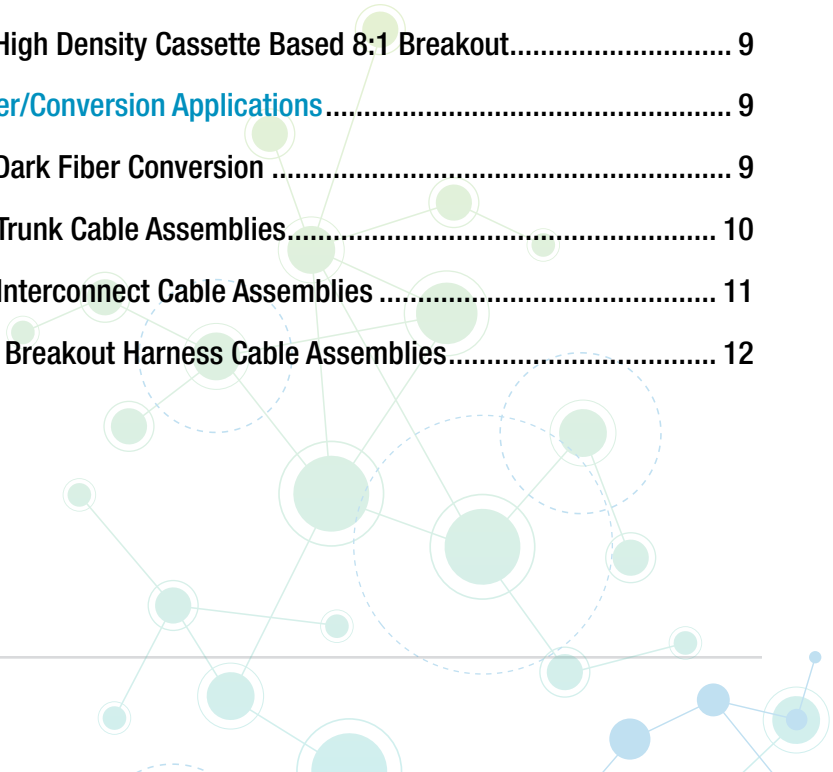 High Density Cassette Based 8:1 Breakout............................ 9
er/Conversion Applications.................................................... 9
Dark Fiber Conversion ........................................................... 9
Trunk Cable Assemblies....................................................... 10
Interconnect Cable Assemblies ........................................... 11
Breakout Harness Cable Assemblies.................................. 12